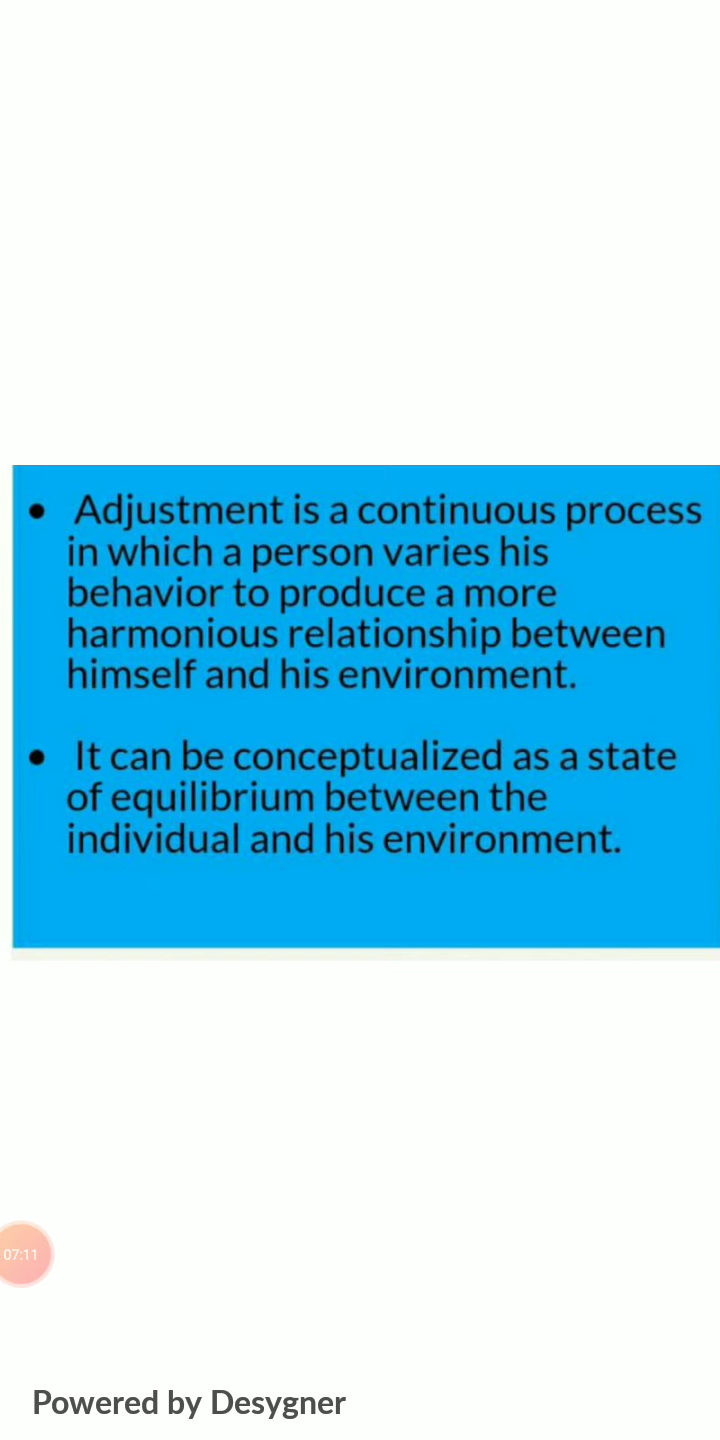 • Adjustment is a continuous process
in which a person varies his
behavior to produce a more
harmonious relationship between
himself and his environment.
• It can be conceptualized as a state
of equilibrium between the
individual and his environment.
07:11
Powered by Desygner